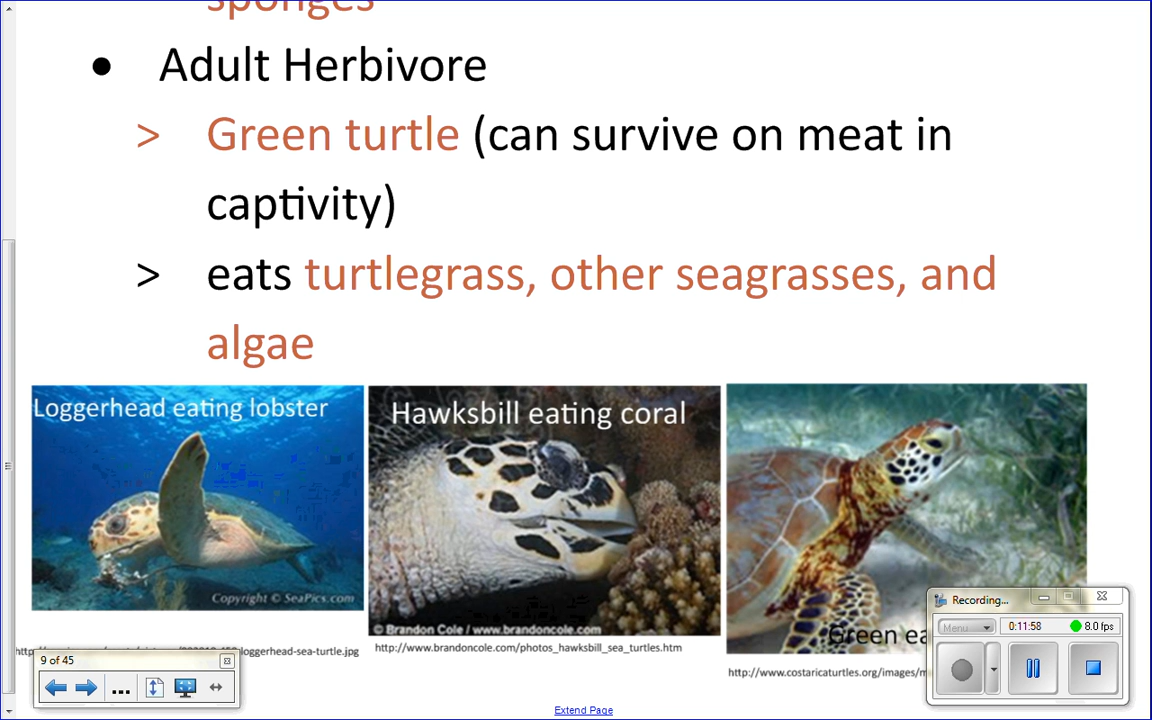 sponges
• Adult Herbivore
> Green turtle (can survive on meat in
captivity)
> eats turtlegrass, other seagrasses, and
algae
Loggerhead eating lobster
Hawksbill eating coral
Copyright © SeaPics.com
© Brandon Cole / www.brandoncole.com
Green ea
loggerhead-sea-turtle.jpg
http://www.brandoncole.com/photos_hawksbill_sea_turtles.htm
http://www.costaricaturtles.org/images/m
Recording...
Menu
0:11:58
8.0 fps
9 of 45
...
Extend Page